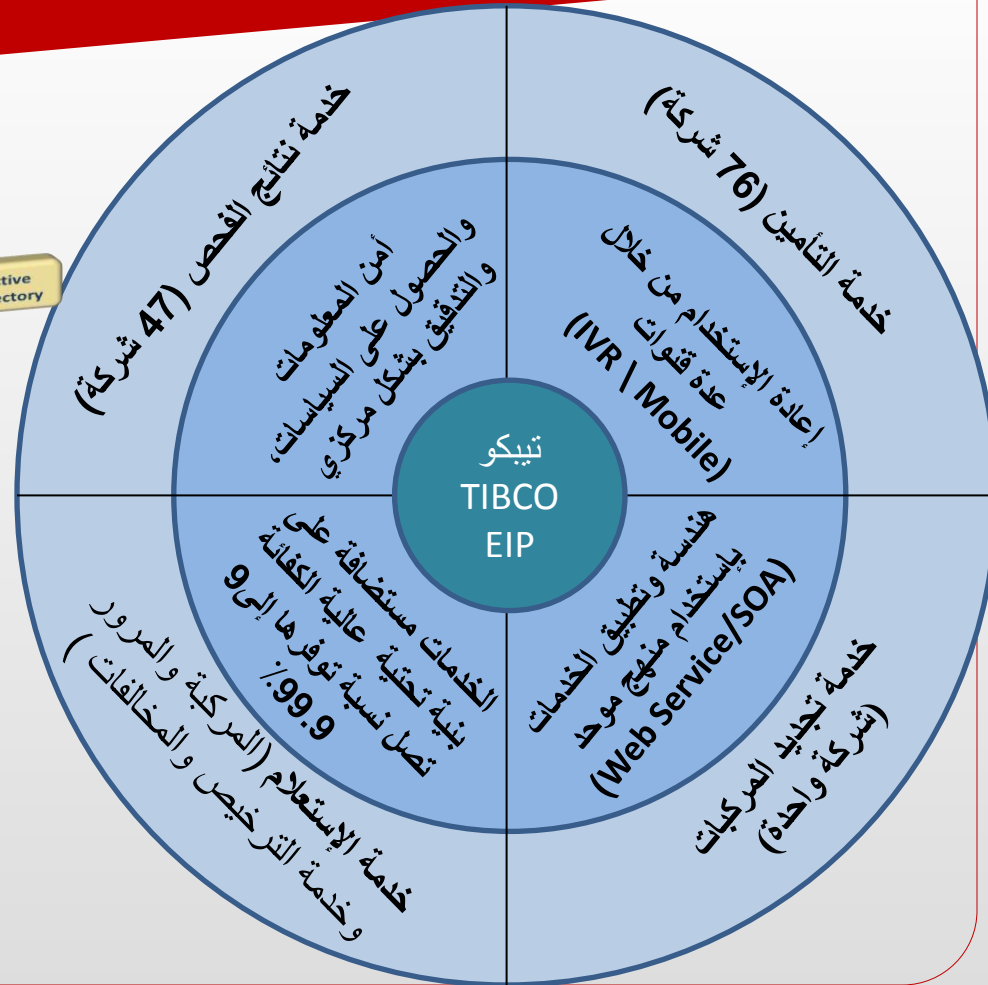 خدمة التأمين (76 شركة)
خدمة نتائج الفحص (47 شركة)
إعادة الإستخدام من خلال
عدة قنوات
(IVR \ Mobile)
أمن المعلومات
والحصول على السياسات،
والتدقيق بشكل مركزي
تيبكو
TIBCO
EIP
هندسة وتطبيق الخدمات
بإستخدام منهج موحد
(Web Service/SOA)
الخدمات مستضافة على
بنية تحتية عالية الكفائة
تصل نسبة توفرها إلى9
99.9٪
خدمة تجديد المركبات
(شركة واحدة)
خدمة الإستعلام (المركبة والمرور
وخدمة الترخيص والمخالفات )